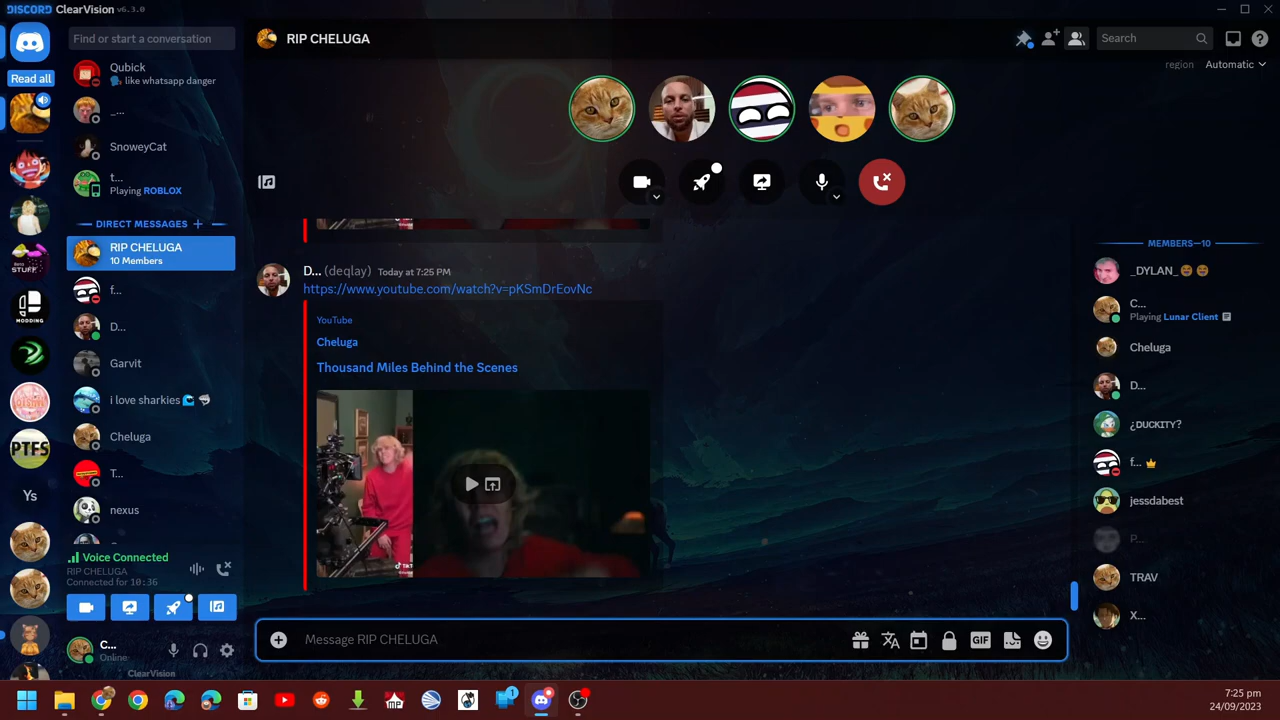 DISCORD ClearVision v6.3.0
Find or start a conversation
Read all
Qubick
like whatsapp danger
_...
SnoweyCat
t...
Playing ROBLOX
DIRECT MESSAGES
RIP CHELUGA
10 Members
f...
D...
Garvit
i love sharkies
Cheluga
T...
nexus
Ys
PTFS
MODDING
Voice Connected
RIP CHELUGA
Connected for 10:36
C...
Online
ClearVision
RIP CHELUGA
Search
region Automatic
D... (deqlay) Today at 7:25 PM
https://www.youtube.com/watch?v=pKSmDrEovNc
YouTube
Cheluga
Thousand Miles Behind the Scenes
Message RIP CHELUGA
GIF
MEMBERS—10
_DYLAN_
C...
Playing Lunar Client
Cheluga
D...
¿DUCKITY?
f...
jessdabest
P...
TRAV
X...
1
7:25 pm
24/09/2023